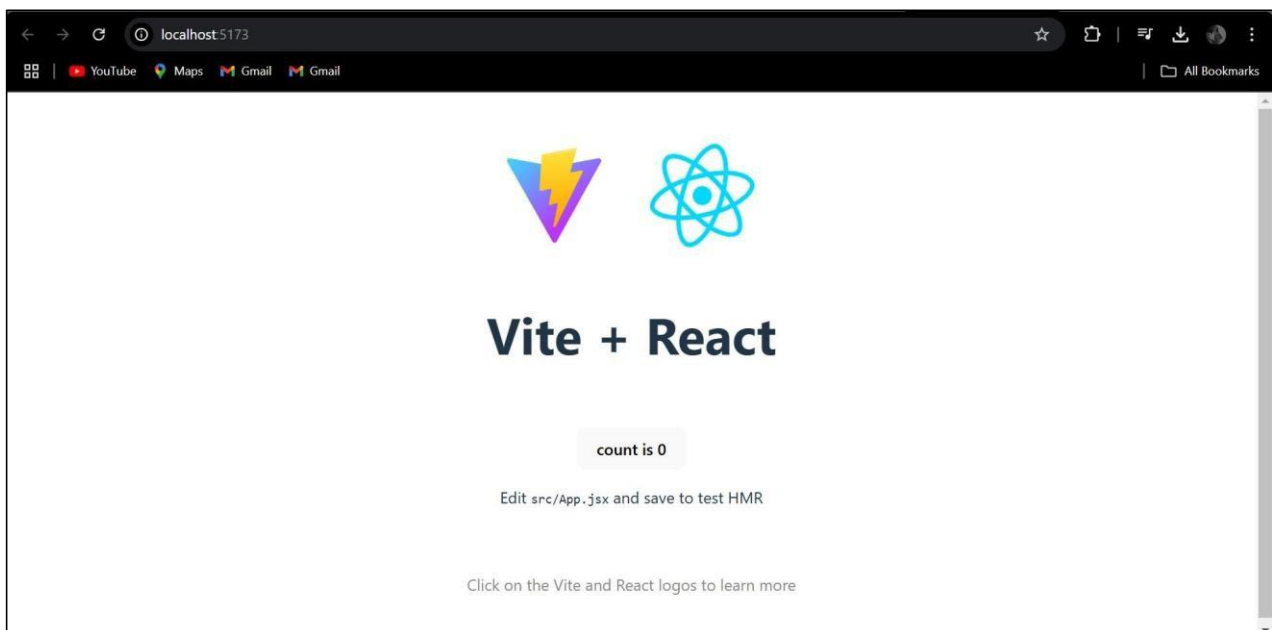 localhost:5173
YouTube Maps Gmail Gmail All Bookmarks
Vite + React
count is 0
Edit src/App.jsx and save to test HMR
Click on the Vite and React logos to learn more